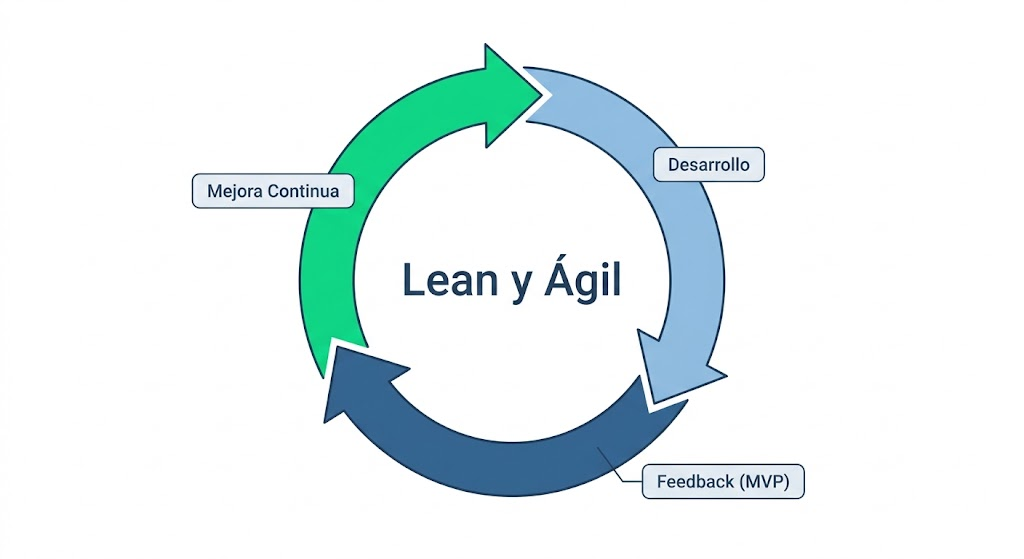 Desarrollo
Mejora Continua
Lean y Ágil
Feedback (MVP)